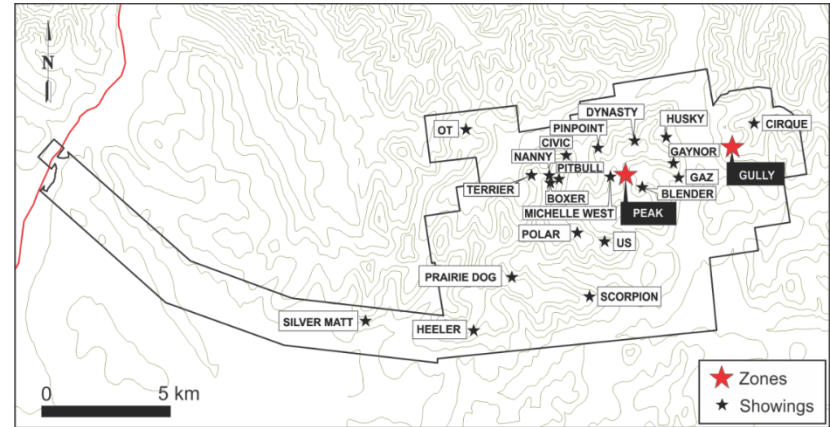 N
DYNASTY
HUSKY
PINPOINT
CIRQUE
OT
CIVIC
GAYNOR
NANNY
PITBULL
GAZ
GULLY
TERRIER
BOXER
BLENDER
MICHELLE WEST
PEAK
POLAR
US
PRAIRIE DOG
SCORPION
SILVER MATT
HEELER
0 5 km
Zones
Showings